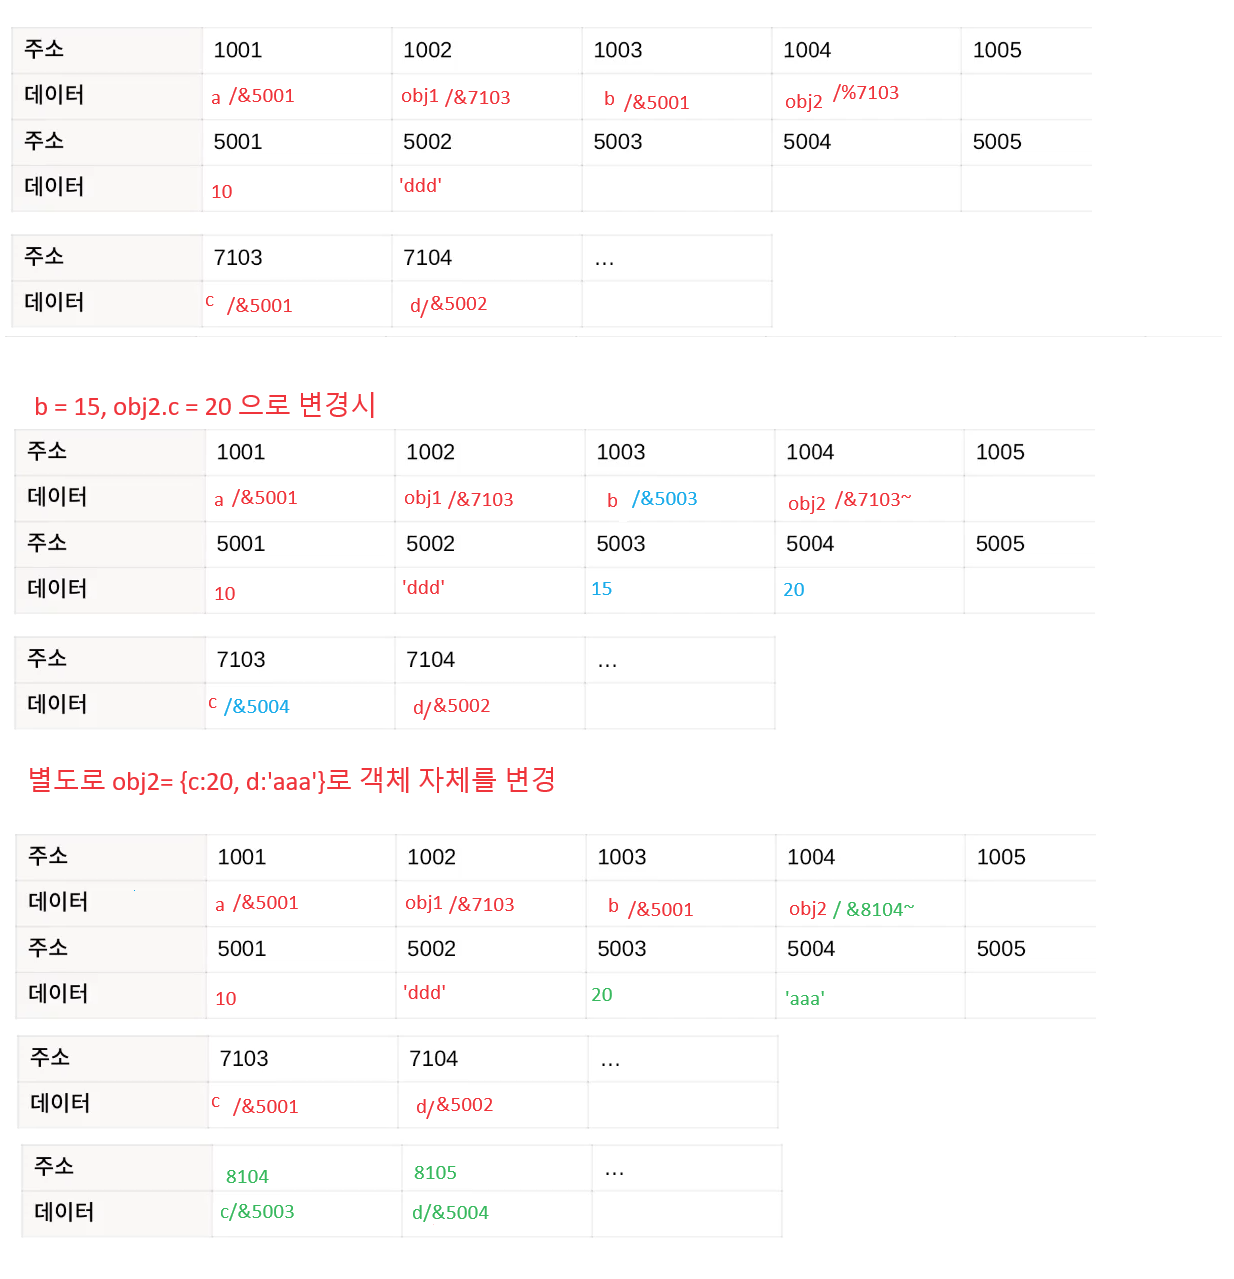 주소 1001 1002 1003 1004 1005
데이터 a /&5001 obj1 /&7103 b /&5001 obj2 /%7103
주소 5001 5002 5003 5004 5005
데이터 10 'ddd'
주소 7103 7104 ...
데이터 c /&5001 d/&5002
b = 15, obj2.c = 20 으로 변경시
주소 1001 1002 1003 1004 1005
데이터 a /&5001 obj1 /&7103 b /&5003 obj2 /&7103~
주소 5001 5002 5003 5004 5005
데이터 10 'ddd' 15 20
주소 7103 7104 ...
데이터 c /&5004 d/&5002
별도로 obj2= {c:20, d:'aaa'}로 객체 자체를 변경
주소 1001 1002 1003 1004 1005
데이터 a /&5001 obj1 /&7103 b /&5001 obj2 / &8104~
주소 5001 5002 5003 5004 5005
데이터 10 'ddd' 20 'aaa'
주소 7103 7104 ...
데이터 c /&5001 d/&5002
주소 8104 8105 ...
데이터 c/&5003 d/&5004